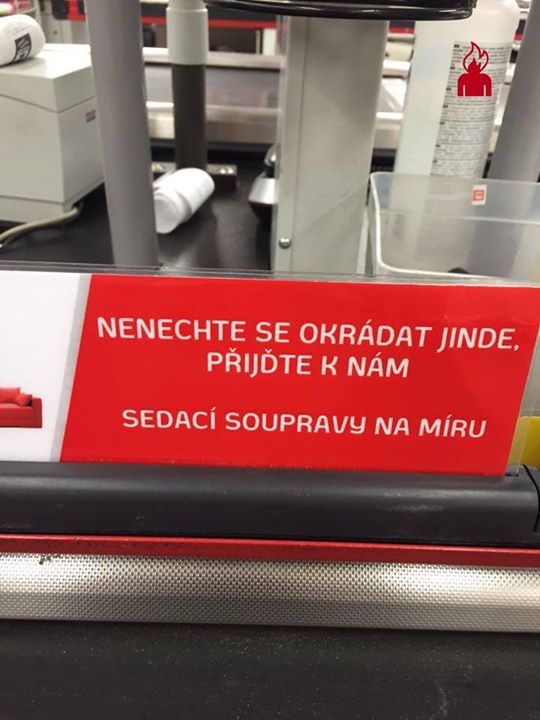 NENECHTE SE OKRÁDAT JINDE,
PŘIJĎTE K NÁM
SEDACÍ SOUPRAVY NA MÍRU